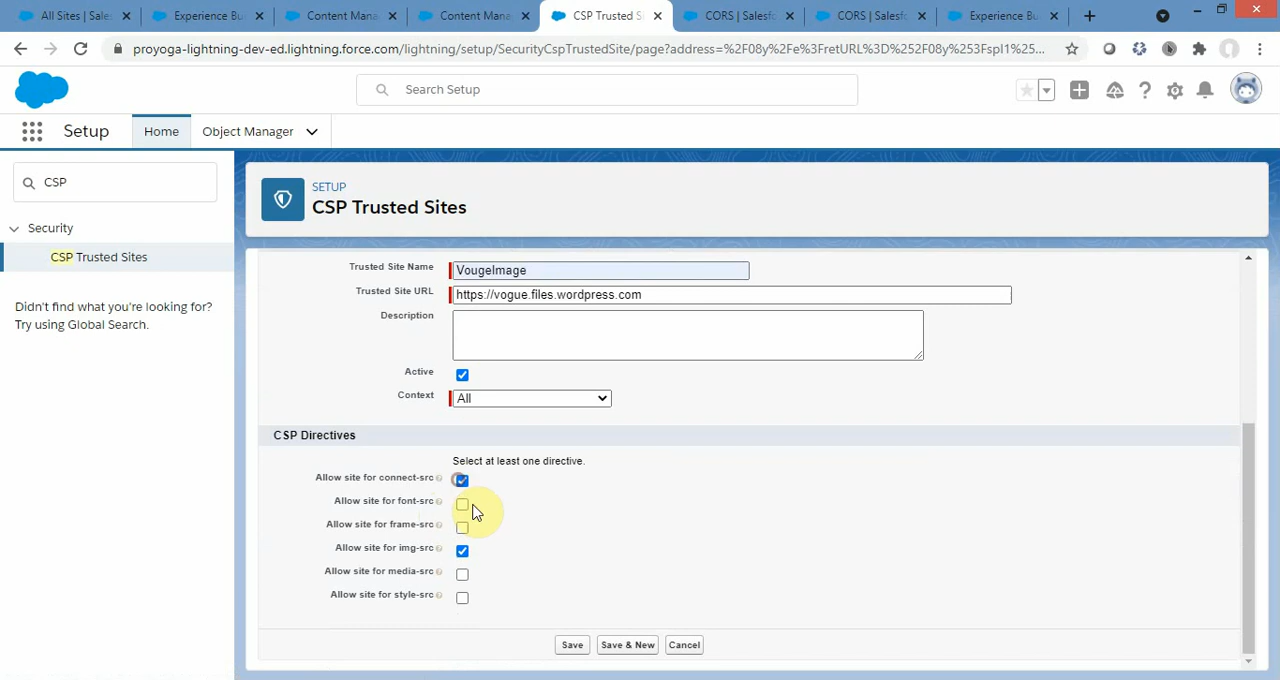 All Sites | Sales
Experience Bu
Content Mana
Content Mana
CSP Trusted S
CORS | Salesf
CORS | Salesfo
Experience Bu
proyoga-lightning-dev-ed.lightning.force.com/lightning/setup/SecurityCspTrustedSite/page?address=%2F08y%2Fe%3FretURL%3D%252F08y%253Fspl1%25...
Search Setup
Setup
Home
Object Manager
CSP
Security
CSP Trusted Sites
Didn't find what you're looking for?
Try using Global Search.
SETUP
CSP Trusted Sites
Trusted Site Name VougeImage
Trusted Site URL https://vogue.files.wordpress.com
Description
Active
Context All
CSP Directives
Select at least one directive.
Allow site for connect-src
Allow site for font-src
Allow site for frame-src
Allow site for img-src
Allow site for media-src
Allow site for style-src
Save Save & New Cancel